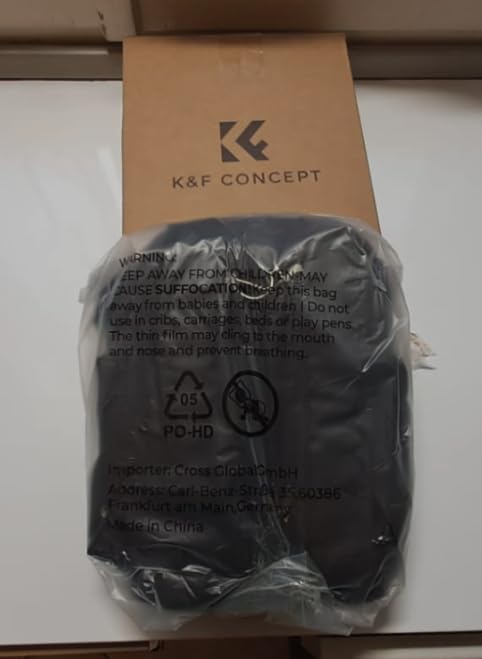 K&F CONCEPT
WARNING:
KEEP AWAY FROM CHILDREN MAY
CAUSE SUFFOCATION! Keep this bag
away from babies and children ! Do not
use in cribs, carriages, beds or play pens.
The thin film may cling to the mouth
and nose and prevent breathing.
05
PO-HD
Importer: Cross Global GmbH
Address: Carl-Benz- 35,60386
Frankfurt am Main,Germany
Made in China